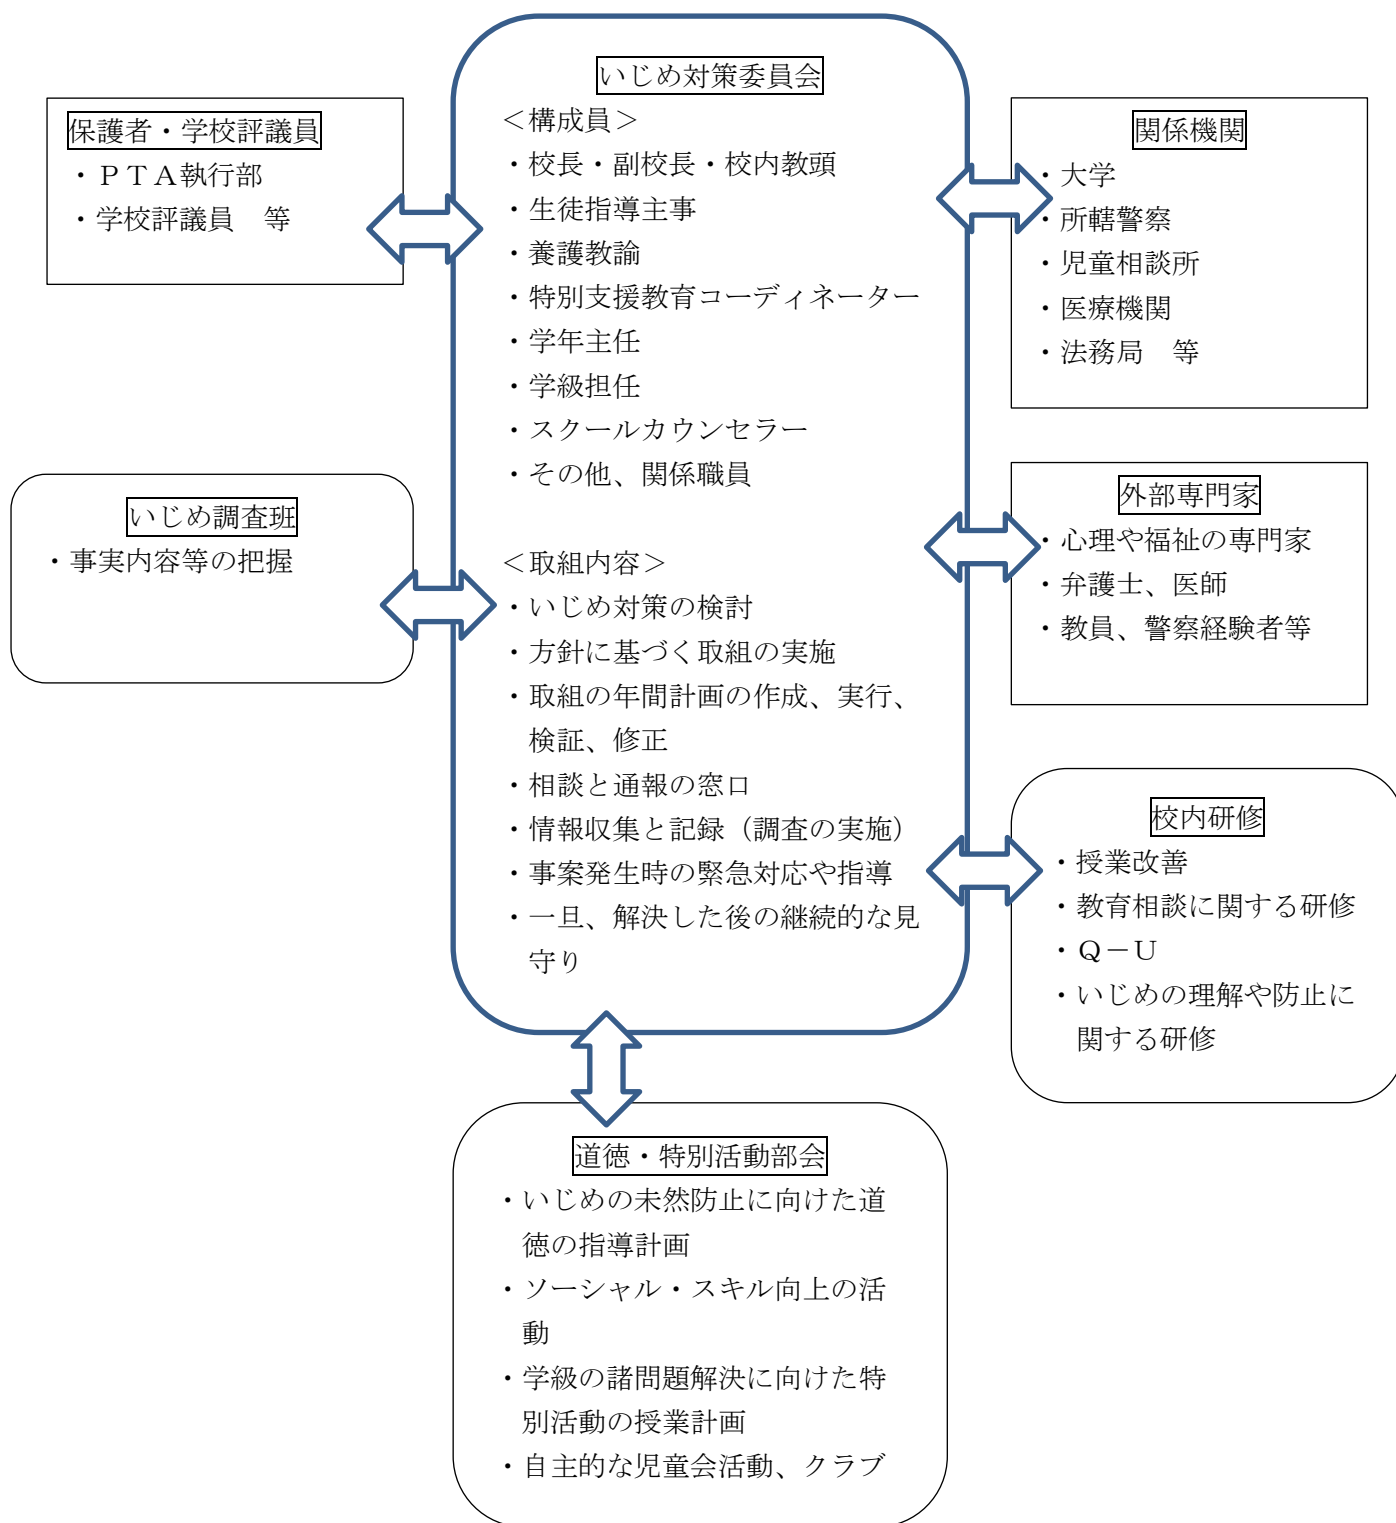 いじめ対策委員会
＜構成員＞
・校長・副校長・校内教頭
・生徒指導主事
・養護教諭
・特別支援教育コーディネーター
・学年主任
・学級担任
・スクールカウンセラー
・その他、関係職員
＜取組内容＞
・いじめ対策の検討
・方針に基づく取組の実施
・取組の年間計画の作成、実行、
検証、修正
・相談と通報の窓口
・情報収集と記録（調査の実施）
・事案発生時の緊急対応や指導
・一旦、解決した後の継続的な見
守り
保護者・学校評議員
・ＰＴＡ執行部
・学校評議員　等
いじめ調査班
・事実内容等の把握
関係機関
・大学
・所轄警察
・児童相談所
・医療機関
・法務局　等
外部専門家
・心理や福祉の専門家
・弁護士、医師
・教員、警察経験者等
校内研修
・授業改善
・教育相談に関する研修
・Ｑ－Ｕ
・いじめの理解や防止に
関する研修
道徳・特別活動部会
・いじめの未然防止に向けた道
徳の指導計画
・ソーシャル・スキル向上の活
動
・学級の諸問題解決に向けた特
別活動の授業計画
・自主的な児童会活動、クラブ